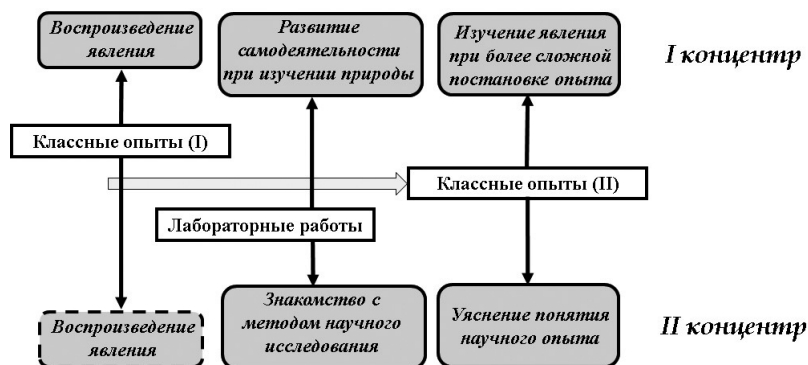 Воспроизведение
явления
Развитие
самодеятельности
при изучении природы
Изучение явления
при более сложной
постановке опыта
I концентр
Классные опыты (I)
Классные опыты (II)
Лабораторные работы
Воспроизведение
явления
Знакомство с
методом научного
исследования
Уяснение понятия
научного опыта
II концентр